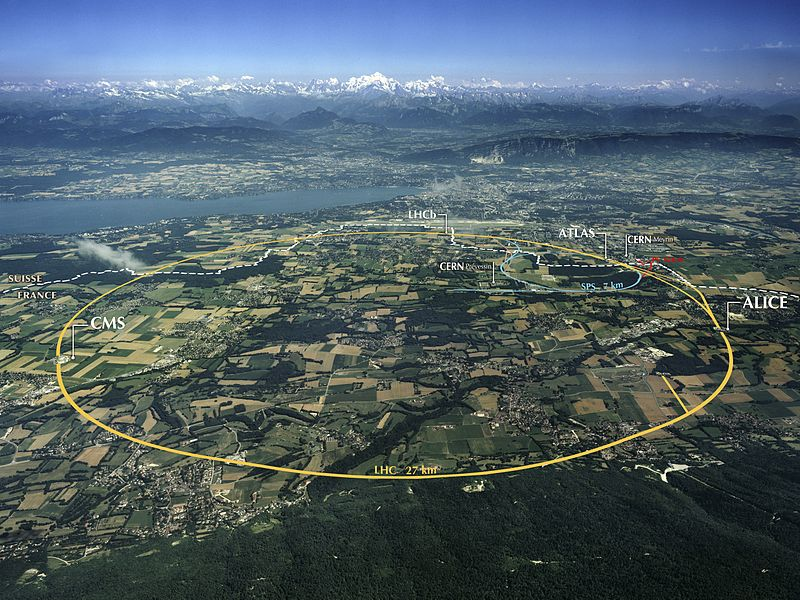 LHCb
ATLAS
CERN Meyrin
CERN Prévessin
SUISSE
FRANCE
SPS - 7 km
ALICE
CMS
LHC - 27 km